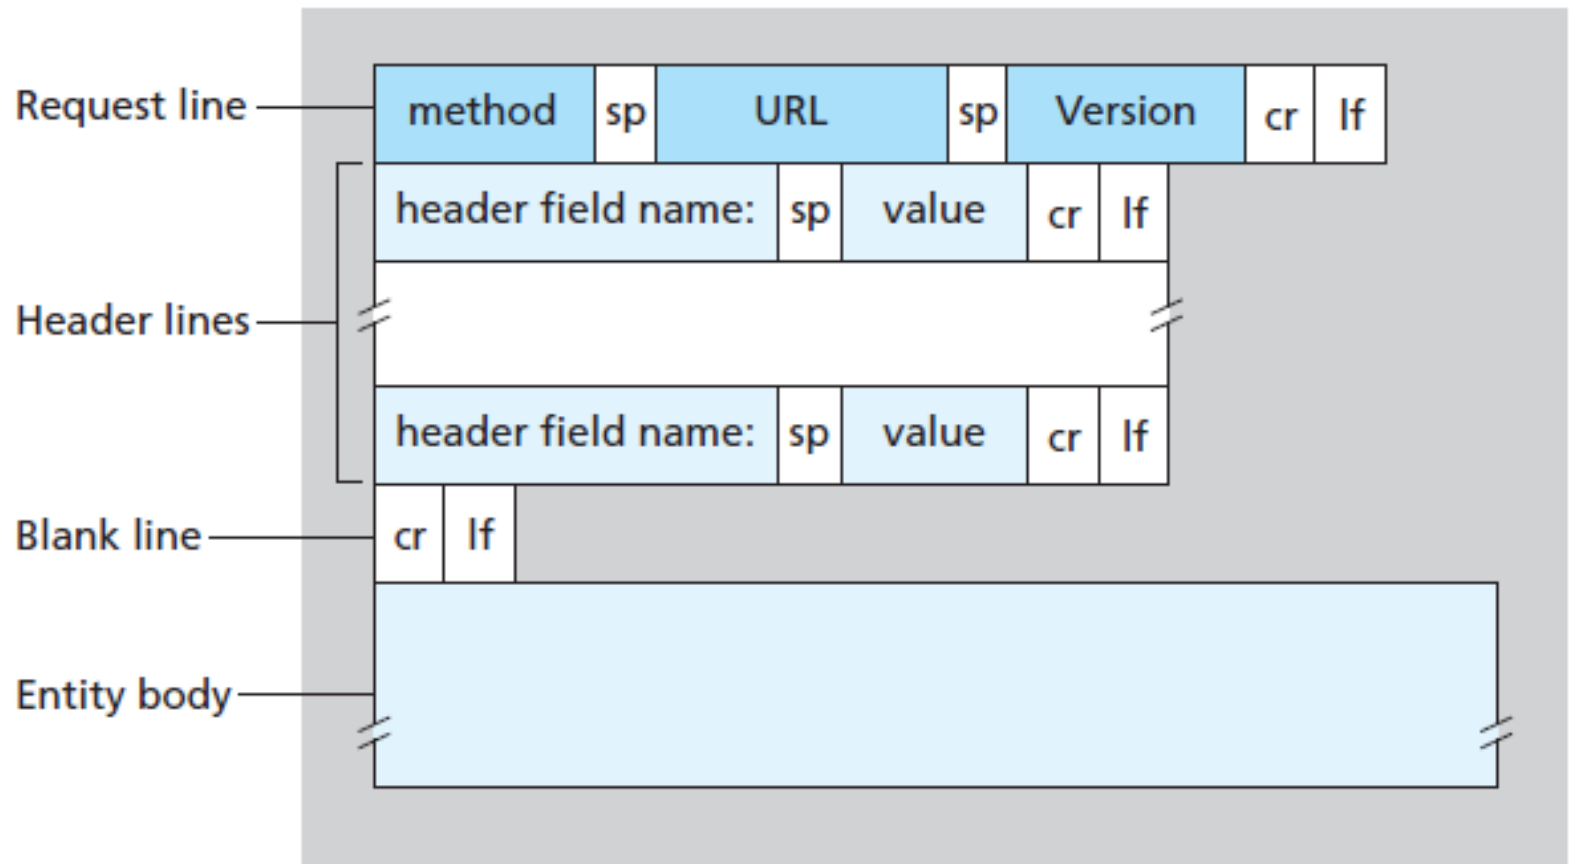 Request line method sp URL sp Version cr lf
header field name: sp value cr lf
Header lines
header field name: sp value cr lf
Blank line cr lf
Entity body